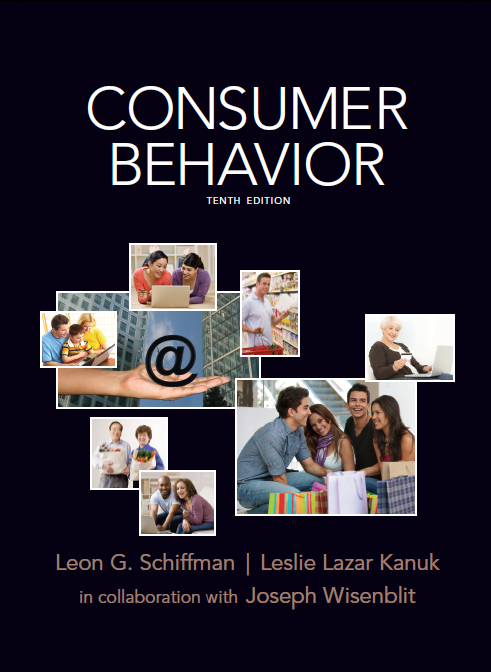 CONSUMER
BEHAVIOR
TENTH EDITION
@
Leon G. Schiffman | Leslie Lazar Kanuk
in collaboration with Joseph Wisenblit